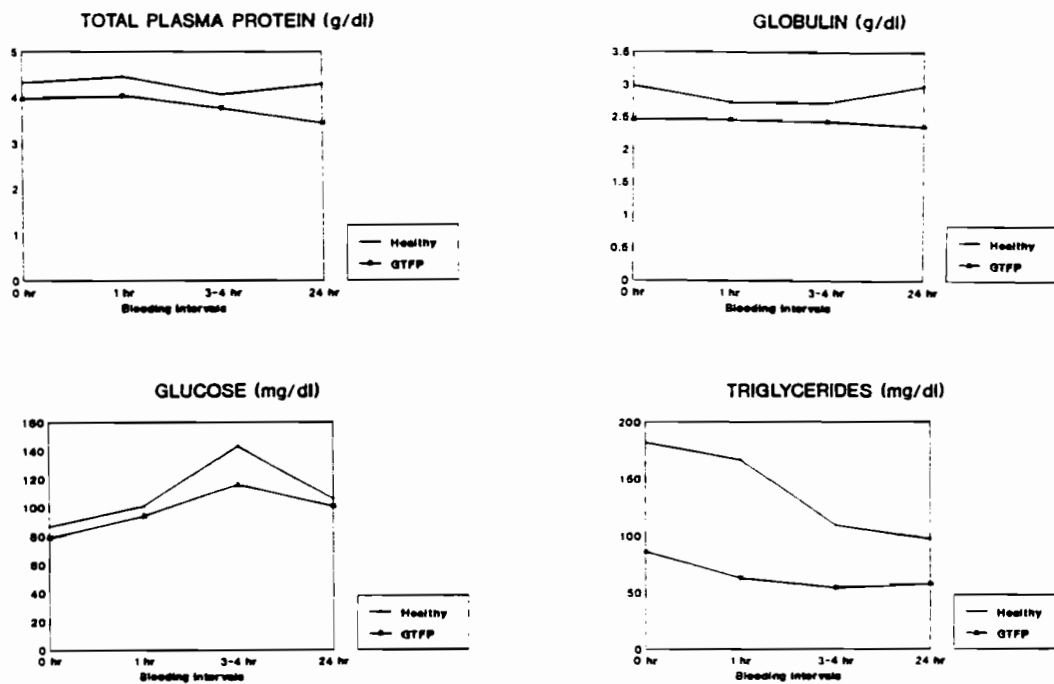 TOTAL PLASMA PROTEIN (g/dl)
5
4
3
2
1
0
0 hr 1 hr 3-4 hr 24 hr
Bleeding Intervals
Healthy
GTFP
GLOBULIN (g/dl)
3.5
3
2.5
2
1.5
1
0.5
0
0 hr 1 hr 3-4 hr 24 hr
Bleeding Intervals
Healthy
GTFP
GLUCOSE (mg/dl)
160
140
120
100
80
60
40
20
0
0 hr 1 hr 3-4 hr 24 hr
Bleeding Intervals
Healthy
GTFP
TRIGLYCERIDES (mg/dl)
200
150
100
50
0
0 hr 1 hr 3-4 hr 24 hr
Bleeding Intervals
Healthy
GTFP